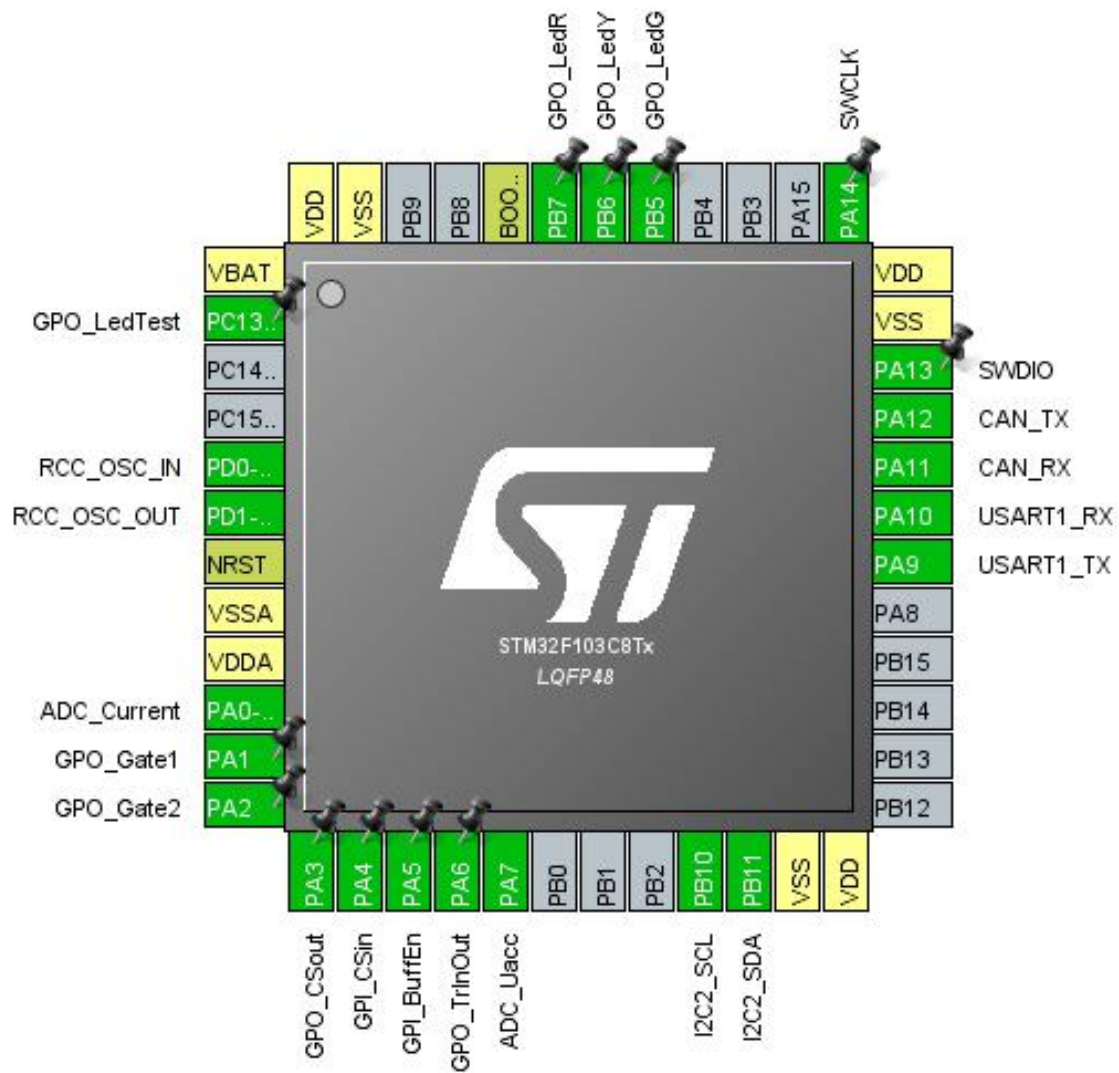 GPO_LedR
GPO_LedY
GPO_LedG
SWCLK
VDD
VSS
PB9
PB8
BOO..
PB7
PB6
PB5
PB4
PB3
PA15
PA14
VBAT
GPO_LedTest PC13..
PC14..
PC15..
RCC_OSC_IN PD0-..
RCC_OSC_OUT PD1-..
NRST
VSSA
VDDA
ADC_Current PA0-..
GPO_Gate1 PA1
GPO_Gate2 PA2
STM32F103C8Tx
LQFP48
VDD
VSS
PA13 SWDIO
PA12 CAN_TX
PA11 CAN_RX
PA10 USART1_RX
PA9 USART1_TX
PA8
PB15
PB14
PB13
PB12
PA3
PA4
PA5
PA6
PA7
PB0
PB1
PB2
PB10
PB11
VSS
VDD
GPO_CSout
GPI_CSin
GPI_BuffEn
GPO_TrInOut
ADC_Uacc
I2C2_SCL
I2C2_SDA